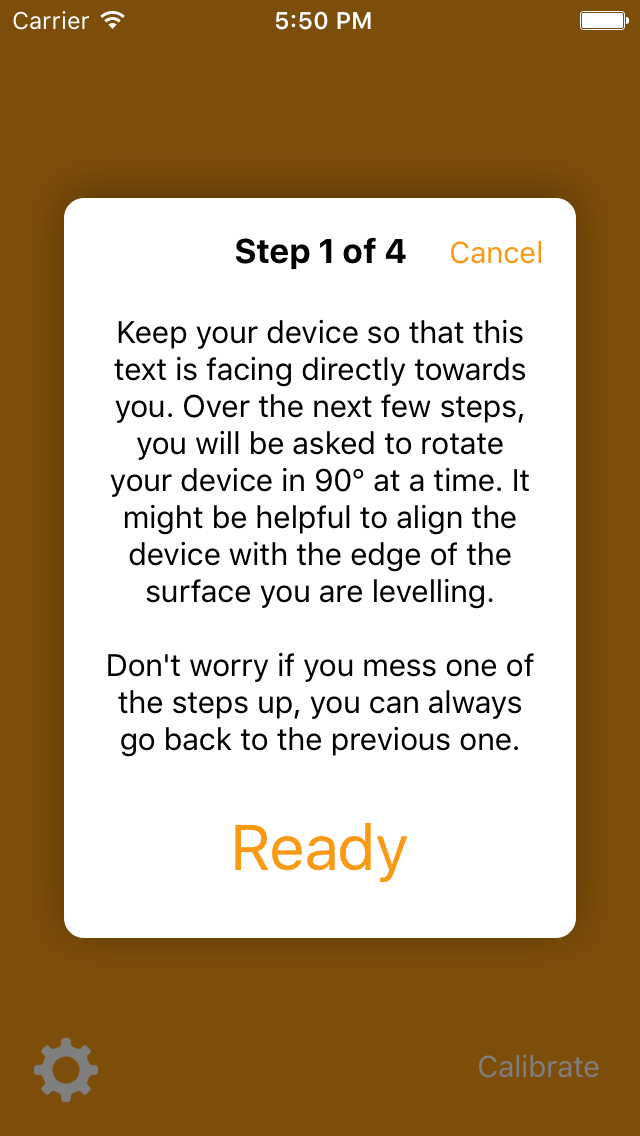 Carrier 5:50 PM
Step 1 of 4 Cancel
Keep your device so that this
text is facing directly towards
you. Over the next few steps,
you will be asked to rotate
your device in 90° at a time. It
might be helpful to align the
device with the edge of the
surface you are levelling.
Don't worry if you mess one of
the steps up, you can always
go back to the previous one.
Ready
Calibrate